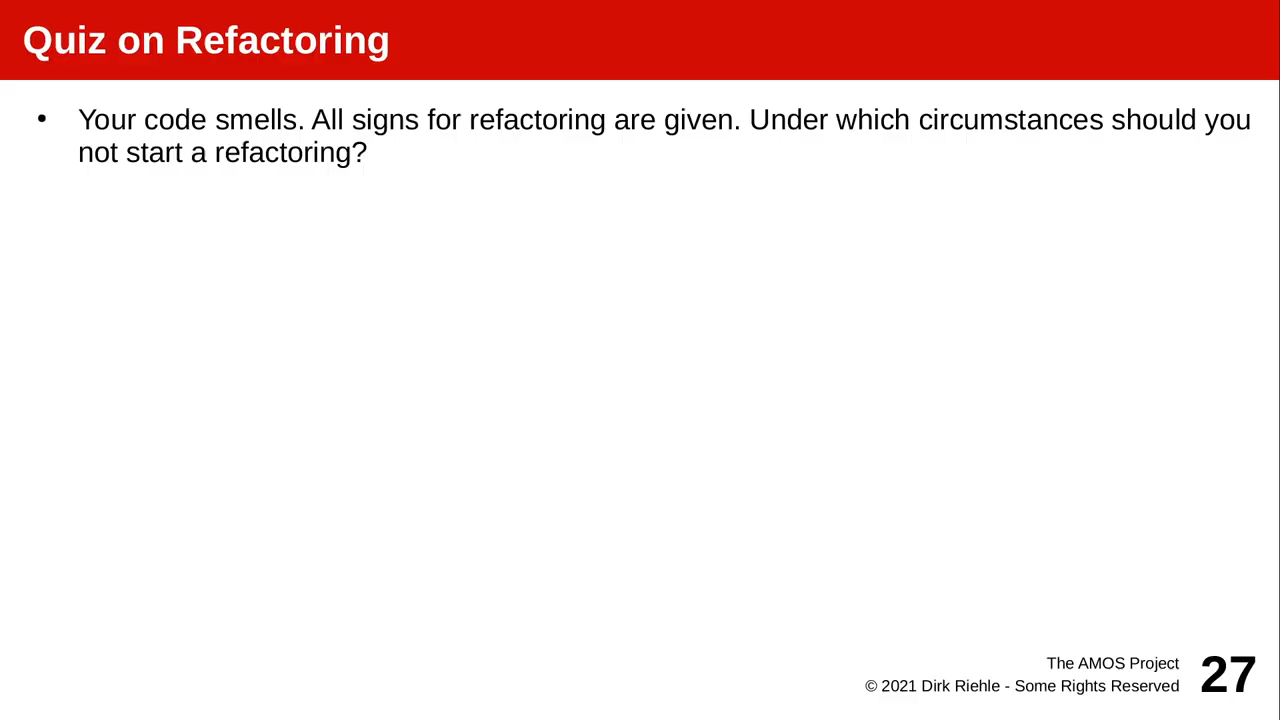 Quiz on Refactoring
• Your code smells. All signs for refactoring are given. Under which circumstances should you
not start a refactoring?
The AMOS Project
© 2021 Dirk Riehle - Some Rights Reserved
27